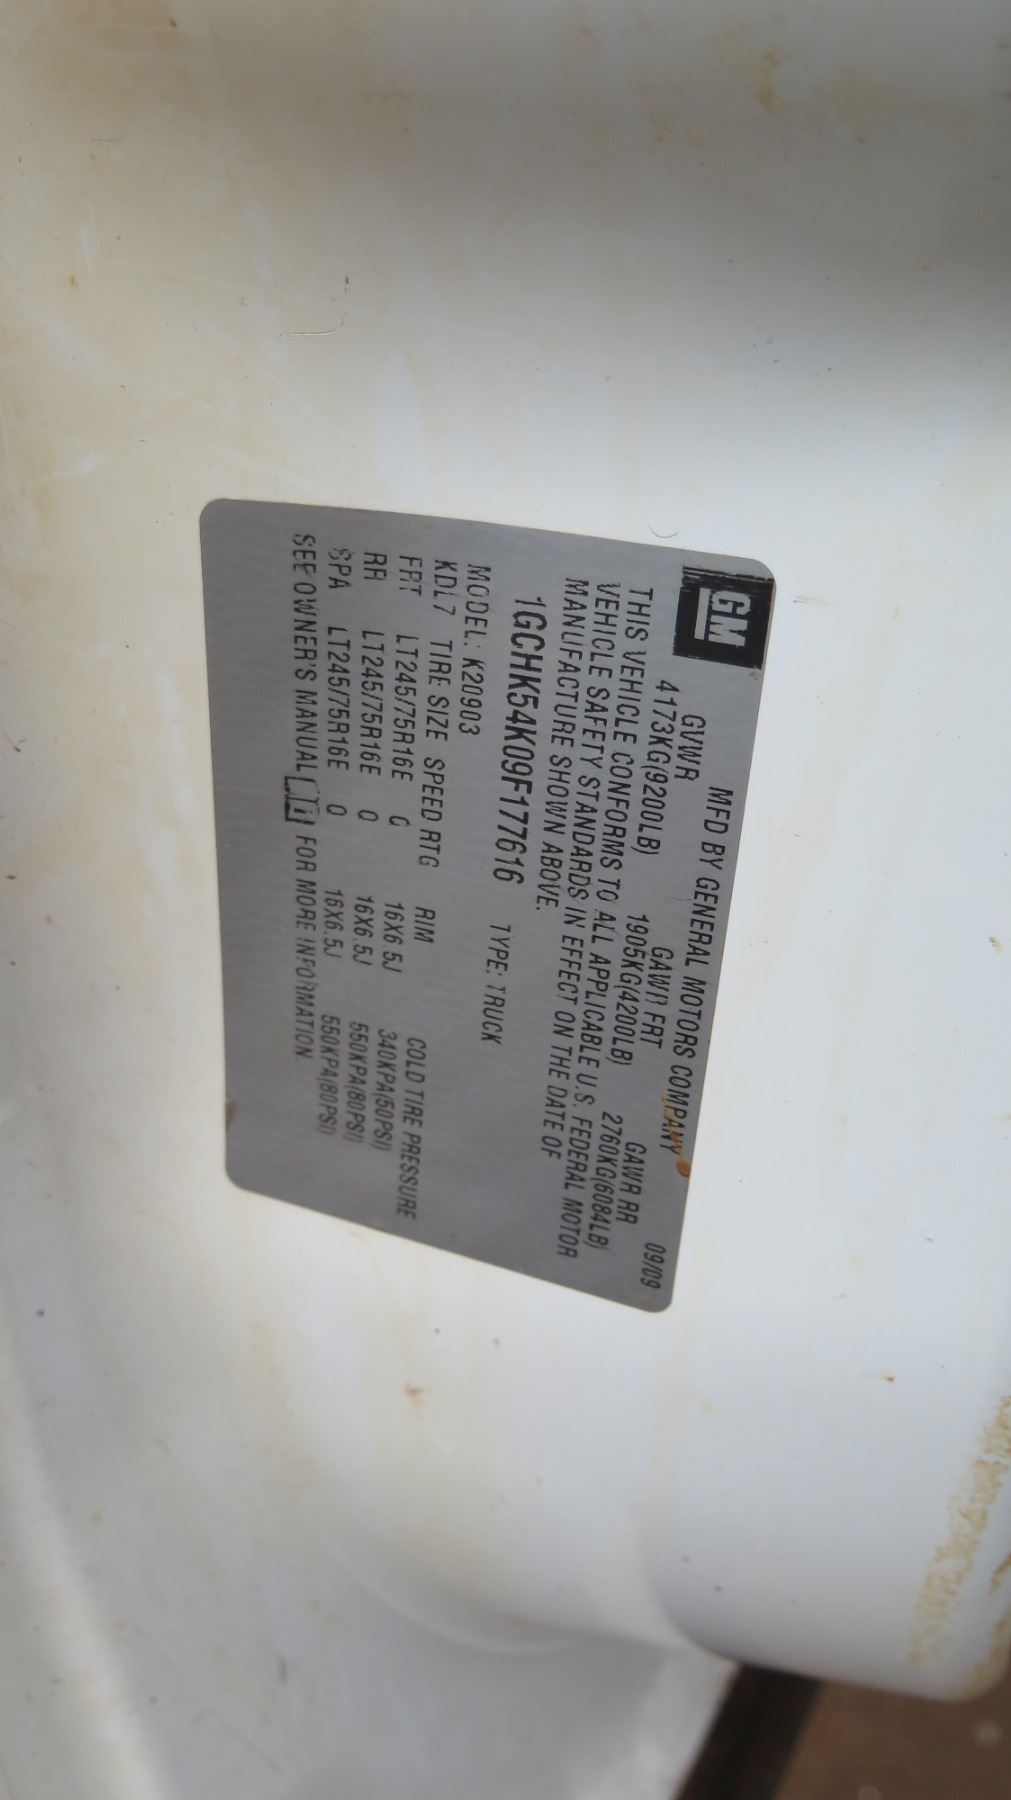 GM
MFD BY GENERAL MOTORS COMPANY 09/09
GVWR GAWR FRT GAWR RR
4173KG(9200LB) 1905KG(4200LB) 2760KG(6084LB)
THIS VEHICLE CONFORMS TO ALL APPLICABLE U.S. FEDERAL MOTOR
VEHICLE SAFETY STANDARDS IN EFFECT ON THE DATE OF
MANUFACTURE SHOWN ABOVE.
1GCHK54K09F177616 TYPE: TRUCK
MODEL: K20903
KDL7 TIRE SIZE SPEED RTG RIM COLD TIRE PRESSURE
FRT LT245/75R16E Q 16X6.5J 340KPA(50PSI)
RR LT245/75R16E Q 16X6.5J 550KPA(80PSI)
SPA LT245/75R16E Q 16X6.5J 550KPA(80PSI)
SEE OWNER'S MANUAL FOR MORE INFORMATION